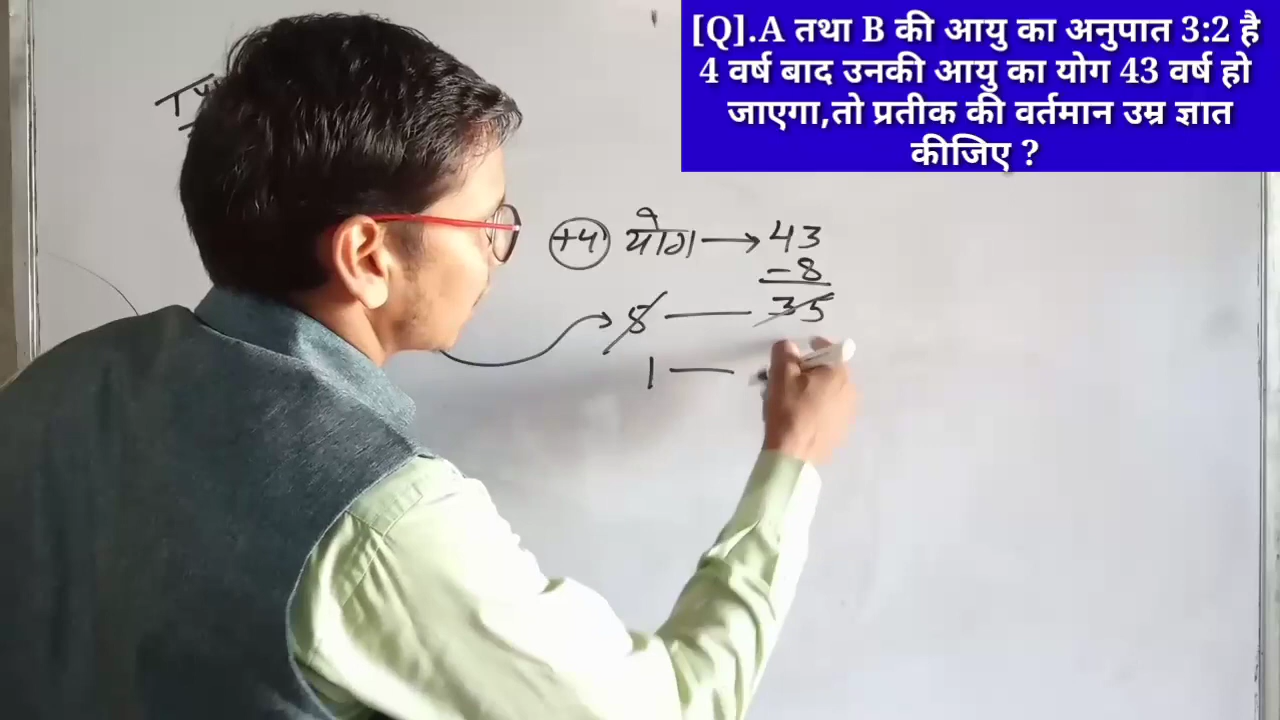 [Q].A तथा B की आयु का अनुपात 3:2 है
4 वर्ष बाद उनकी आयु का योग 43 वर्ष हो
जाएगा,तो प्रतीक की वर्तमान उम्र ज्ञात
कीजिए ?
+4 योग → 43
-8
5 — 35
1 —